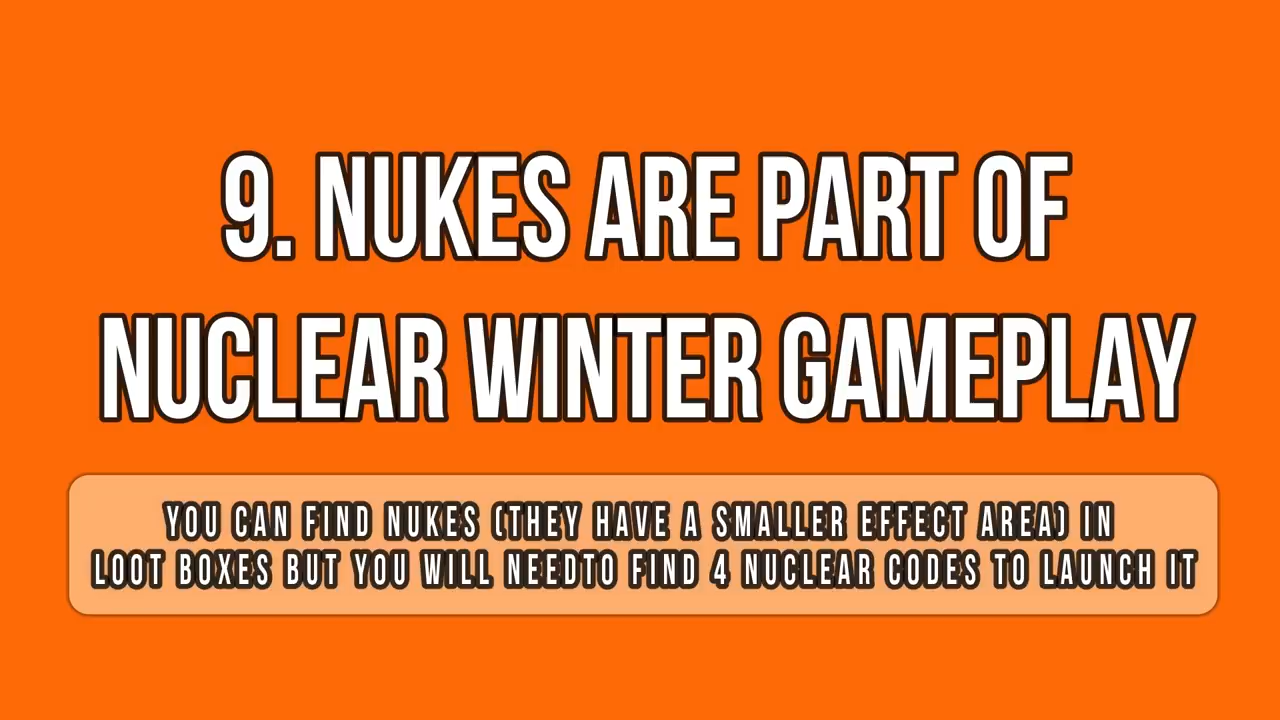 9. NUKES ARE PART OF
NUCLEAR WINTER GAMEPLAY
YOU CAN FIND NUKES (THEY HAVE A SMALLER EFFECT AREA) IN
LOOT BOXES BUT YOU WILL NEEDTO FIND 4 NUCLEAR CODES TO LAUNCH IT